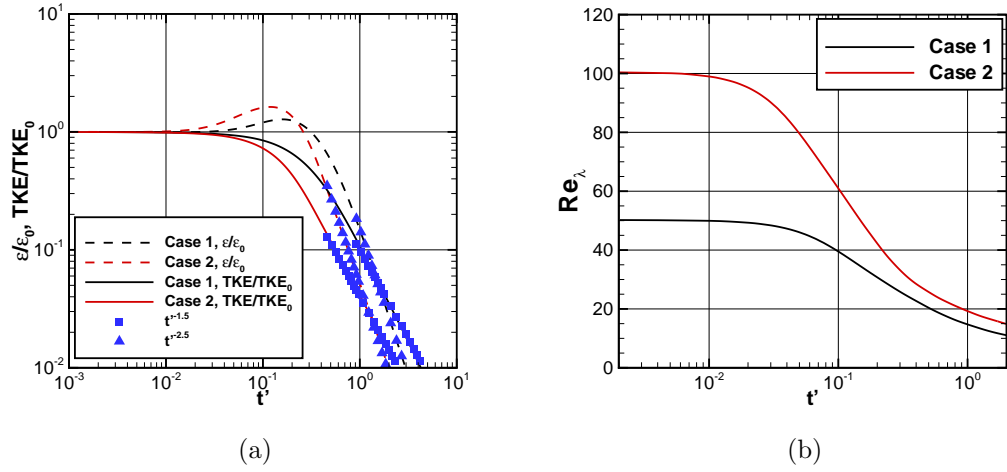 10¹
10⁰
10⁻¹
10⁻²
ε/ε₀, TKE/TKE₀
Case 1, ε/ε₀
Case 2, ε/ε₀
Case 1, TKE/TKE₀
Case 2, TKE/TKE₀
t'⁻¹·⁵
t'⁻²·⁵
10⁻³ 10⁻² 10⁻¹ 10⁰ 10¹
t'
(a)
120
100
80
60
40
20
0
Re_λ
Case 1
Case 2
10⁻² 10⁻¹ 10⁰
t'
(b)